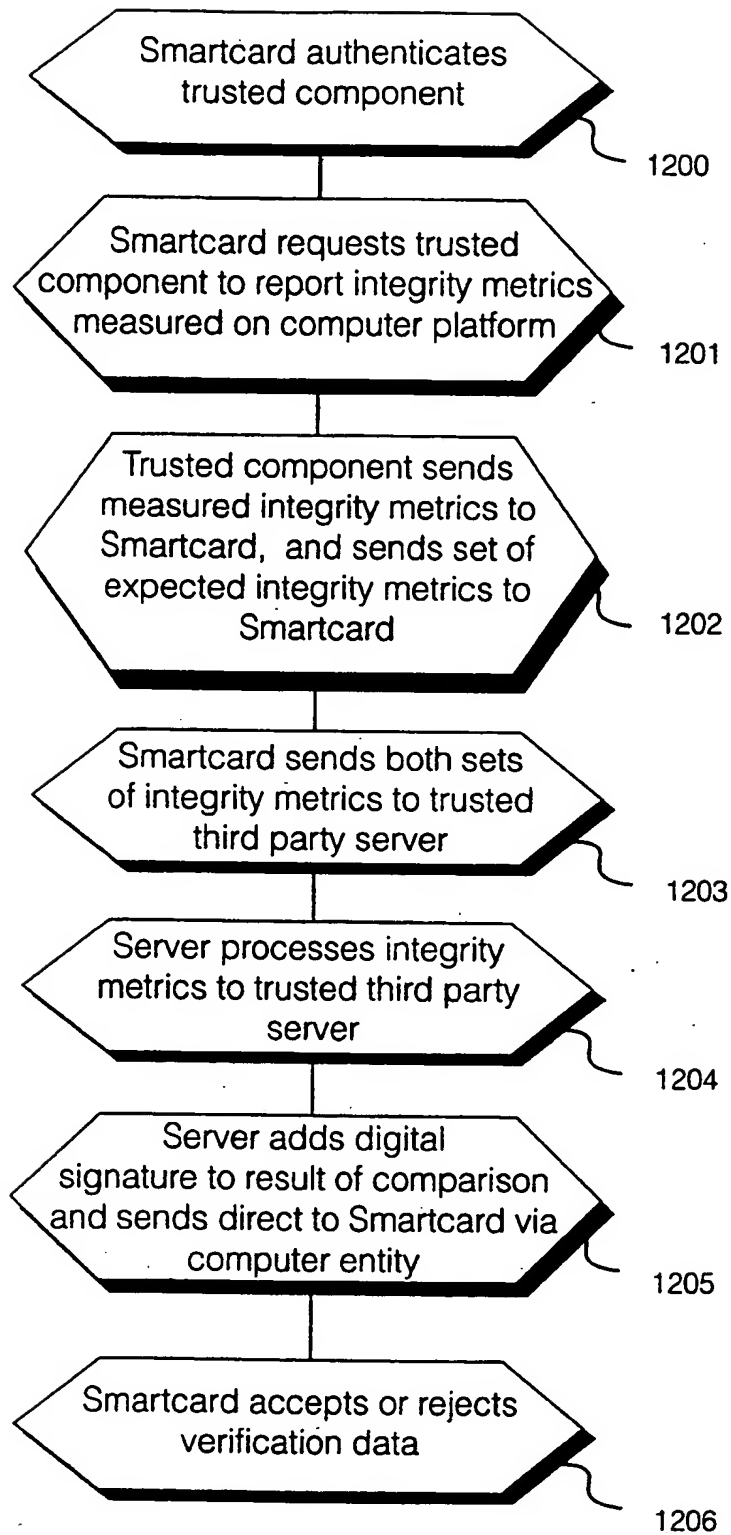 Smartcard authenticates
trusted component
1200
Smartcard requests trusted
component to report integrity metrics
measured on computer platform
1201
Trusted component sends
measured integrity metrics to
Smartcard, and sends set of
expected integrity metrics to
Smartcard
1202
Smartcard sends both sets
of integrity metrics to trusted
third party server
1203
Server processes integrity
metrics to trusted third party
server
1204
Server adds digital
signature to result of comparison
and sends direct to Smartcard via
computer entity
1205
Smartcard accepts or rejects
verification data
1206